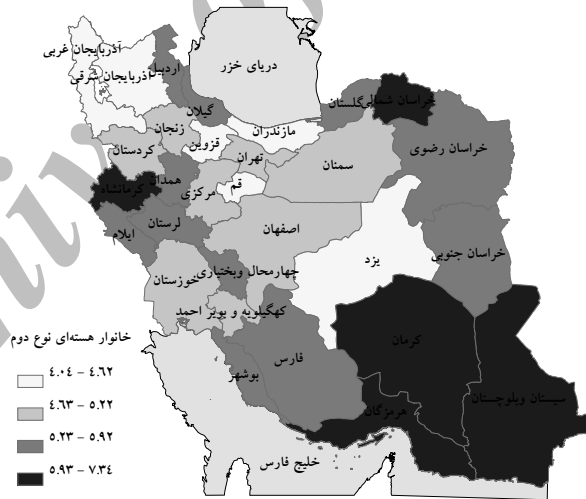 آذربایجان غربی
آذربایجان شرقی
اردبیل
دریای خزر
گیلان
گلستان
خراسان شمالی
خراسان رضوی
زنجان
قزوین
مازندران
کردستان
تهران
سمنان
کرمانشاه
همدان
مرکزی
قم
ایلام
لرستان
اصفهان
یزد
خراسان جنوبی
خوزستان
چهارمحال وبختیاری
کهگیلویه و بویر احمد
کرمان
فارس
بوشهر
هرمزگان
سیستان وبلوچستان
خلیج فارس
خانوار هسته‌ای نوع دوم
٤.٠٤ – ٤.٦٢
٤.٦٣ – ٥.٢٢
٥.٢٣ – ٥.٩٢
٥.٩٣ – ٧.٣٤